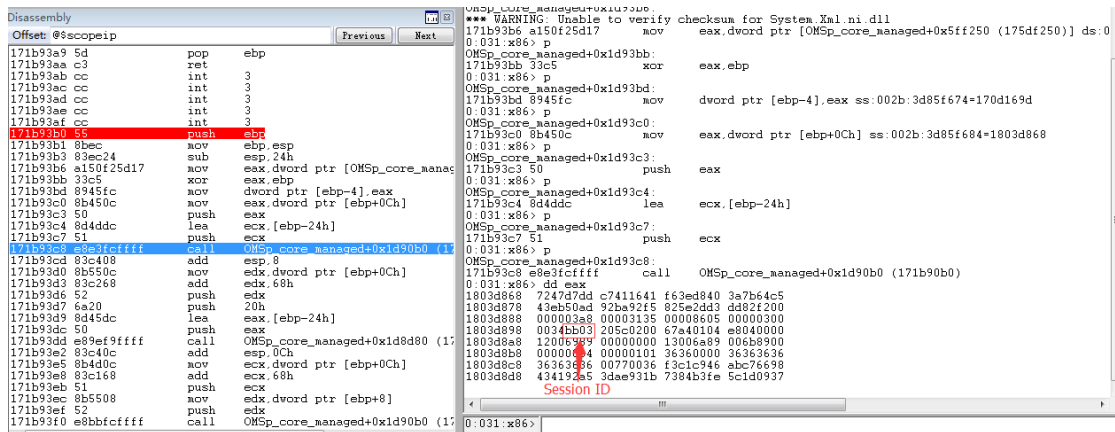 Disassembly
Offset: @$scopeip Previous Next
171b93a9 5d pop ebp
171b93aa c3 ret
171b93ab cc int 3
171b93ac cc int 3
171b93ad cc int 3
171b93ae cc int 3
171b93af cc int 3
171b93b0 55 push ebp
171b93b1 8bec mov ebp,esp
171b93b3 83ec24 sub esp,24h
171b93b6 a150f25d17 mov eax,dword ptr [OMSp_core_manag
171b93bb 33c5 xor eax,ebp
171b93bd 8945fc mov dword ptr [ebp-4],eax
171b93c0 8b450c mov eax,dword ptr [ebp+0Ch]
171b93c3 50 push eax
171b93c4 8d4ddc lea ecx,[ebp-24h]
171b93c7 51 push ecx
171b93c8 e8e3fcffff call OMSp_core_managed+0x1d90b0 (17
171b93cd 83c408 add esp,8
171b93d0 8b550c mov edx,dword ptr [ebp+0Ch]
171b93d3 83c268 add edx,68h
171b93d6 52 push edx
171b93d7 6a20 push 20h
171b93d9 8d45dc lea eax,[ebp-24h]
171b93dc 50 push eax
171b93dd e89ef9ffff call OMSp_core_managed+0x1d8d80 (17
171b93e2 83c40c add esp,0Ch
171b93e5 8b4d0c mov ecx,dword ptr [ebp+0Ch]
171b93e8 83c168 add ecx,68h
171b93eb 51 push ecx
171b93ec 8b5508 mov edx,dword ptr [ebp+8]
171b93ef 52 push edx
171b93f0 e8bbfcffff call OMSp_core_managed+0x1d90b0 (17
OMSp_core_managed+0x1d93b6:
*** WARNING: Unable to verify checksum for System.Xml.ni.dll
171b93b6 a150f25d17 mov eax,dword ptr [OMSp_core_managed+0x5ff250 (175df250)] ds:0
0:031:x86> p
OMSp_core_managed+0x1d93bb:
171b93bb 33c5 xor eax,ebp
0:031:x86> p
OMSp_core_managed+0x1d93bd:
171b93bd 8945fc mov dword ptr [ebp-4],eax ss:002b:3d85f674=170d169d
0:031:x86> p
OMSp_core_managed+0x1d93c0:
171b93c0 8b450c mov eax,dword ptr [ebp+0Ch] ss:002b:3d85f684=1803d868
0:031:x86> p
OMSp_core_managed+0x1d93c3:
171b93c3 50 push eax
0:031:x86> p
OMSp_core_managed+0x1d93c4:
171b93c4 8d4ddc lea ecx,[ebp-24h]
0:031:x86> p
OMSp_core_managed+0x1d93c7:
171b93c7 51 push ecx
0:031:x86> p
OMSp_core_managed+0x1d93c8:
171b93c8 e8e3fcffff call OMSp_core_managed+0x1d90b0 (171b90b0)
0:031:x86> dd eax
1803d868 7247d7dd c7411641 f63ed840 3a7b64c5
1803d878 43eb50ad 92ba92f5 825e2dd3 dd82f200
1803d888 000003a8 00003135 00008605 00000300
1803d898 0034bb03 205c0200 67a40104 e8040000
1803d8a8 00000000 13006a89 006b8900
1803d8b8 00000101 36360000 36363636
1803d8c8 00770036 f3c1c946 abc76698
1803d8d8 3dae931b 7384b3fe 5c1d0937
Session ID
0:031:x86>